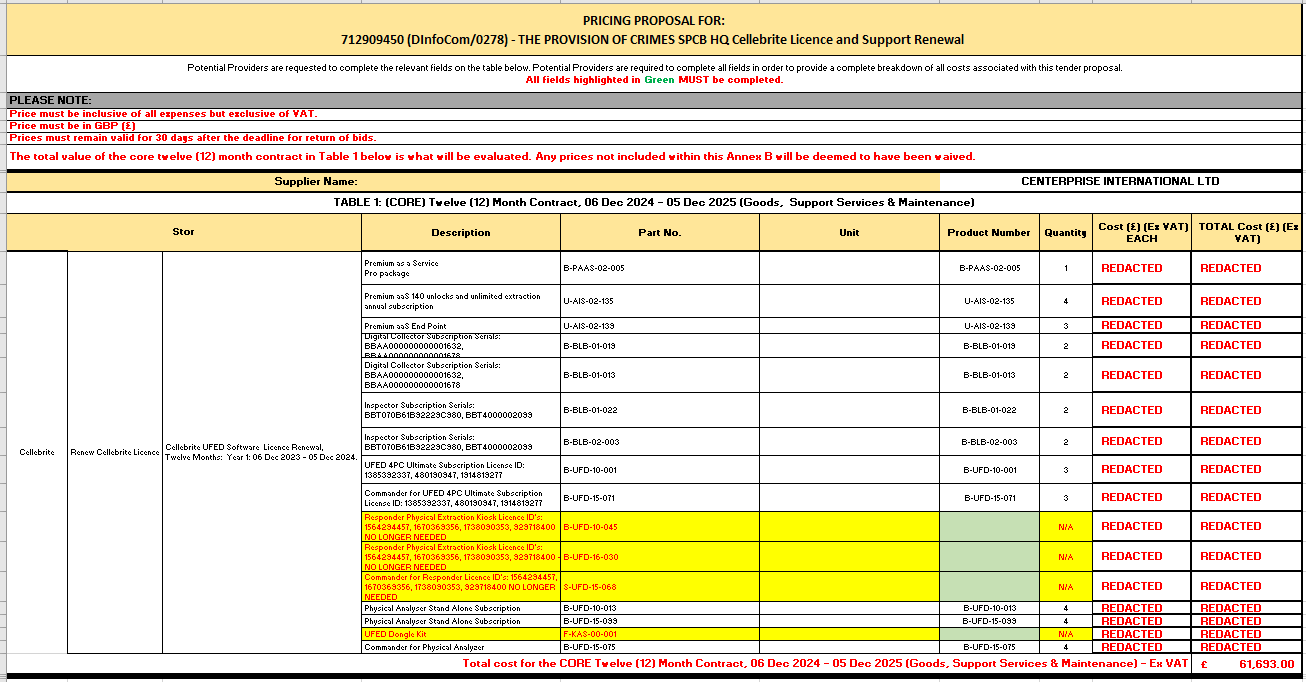 PRICING PROPOSAL FOR:
712909450 (DInfoCom/0278) - THE PROVISION OF CRIMES SPCB HQ Cellebrite Licence and Support Renewal
Potential Providers are requested to complete the relevant fields on the table below. Potential Providers are required to complete all fields in order to provide a complete breakdown of all costs associated with this tender proposal.
All fields highlighted in Green MUST be completed.
PLEASE NOTE:
Price must be inclusive of all expenses but exclusive of VAT.
Price must be in GBP (£)
Prices must remain valid for 30 days after the deadline for return of bids.
The total value of the core twelve (12) month contract in Table 1 below is what will be evaluated. Any prices not included within this Annex B will be deemed to have been waived.
Supplier Name: CENTERPRISE INTERNATIONAL LTD
TABLE 1: (CORE) Twelve (12) Month Contract, 06 Dec 2024 - 05 Dec 2025 (Goods, Support Services & Maintenance)
Stor Description Part No. Unit Product Number Quantity Cost (£) (Ex VAT) EACH TOTAL Cost (£) (Ex VAT)
Cellebrite
Renew Cellebrite Licence
Cellebrite UFED Software Licence Renewal,
Twelve Months: Year 1: 06 Dec 2023 - 05 Dec 2024.
Premium as a Service
Pro package
B-PAAS-02-005 B-PAAS-02-005 1 REDACTED REDACTED
Premium aaS 140 unlocks and unlimited extraction
annual subscription
U-AIS-02-135 U-AIS-02-135 4 REDACTED REDACTED
Premium aaS End Point U-AIS-02-139 U-AIS-02-139 3 REDACTED REDACTED
Digital Collector Subscription Serials:
BBAA000000000001632,
BBAA000000000001678
B-BLB-01-019 B-BLB-01-019 2 REDACTED REDACTED
Digital Collector Subscription Serials:
BBAA000000000001632,
BBAA000000000001678
B-BLB-01-013 B-BLB-01-013 2 REDACTED REDACTED
Inspector Subscription Serials:
BBT070B61B92229C980, BBT4000002099
B-BLB-01-022 B-BLB-01-022 2 REDACTED REDACTED
Inspector Subscription Serials:
BBT070B61B92229C980, BBT4000002099
B-BLB-02-003 B-BLB-02-003 2 REDACTED REDACTED
UFED 4PC Ultimate Subscription License ID:
1385392337, 480190947, 1914819277
B-UFD-10-001 B-UFD-10-001 3 REDACTED REDACTED
Commander for UFED 4PC Ultimate Subscription
License ID: 1385392337, 480190947, 1914819277
B-UFD-15-071 B-UFD-15-071 3 REDACTED REDACTED
Responder Physical Extraction Kiosk Licence ID's:
1564294457, 1670369356, 1738090353, 929718400
NO LONGER NEEDED
B-UFD-10-045 N/A REDACTED REDACTED
Responder Physical Extraction Kiosk Licence ID's:
1564294457, 1670369356, 1738090353, 929718400 -
NO LONGER NEEDED
B-UFD-16-030 N/A REDACTED REDACTED
Commander for Responder Licence ID's: 1564294457,
1670369356, 1738090353, 929718400 NO LONGER
NEEDED
S-UFD-15-068 N/A REDACTED REDACTED
Physical Analyser Stand Alone Subscription B-UFD-10-013 B-UFD-10-013 4 REDACTED REDACTED
Physical Analyser Stand Alone Subscription B-UFD-15-099 B-UFD-15-099 4 REDACTED REDACTED
UFED Dongle Kit F-KAS-00-001 N/A REDACTED REDACTED
Commander for Physical Analyzer B-UFD-15-075 B-UFD-15-075 4 REDACTED REDACTED
Total cost for the CORE Twelve (12) Month Contract, 06 Dec 2024 - 05 Dec 2025 (Goods, Support Services & Maintenance) - Ex VAT £ 61,693.00